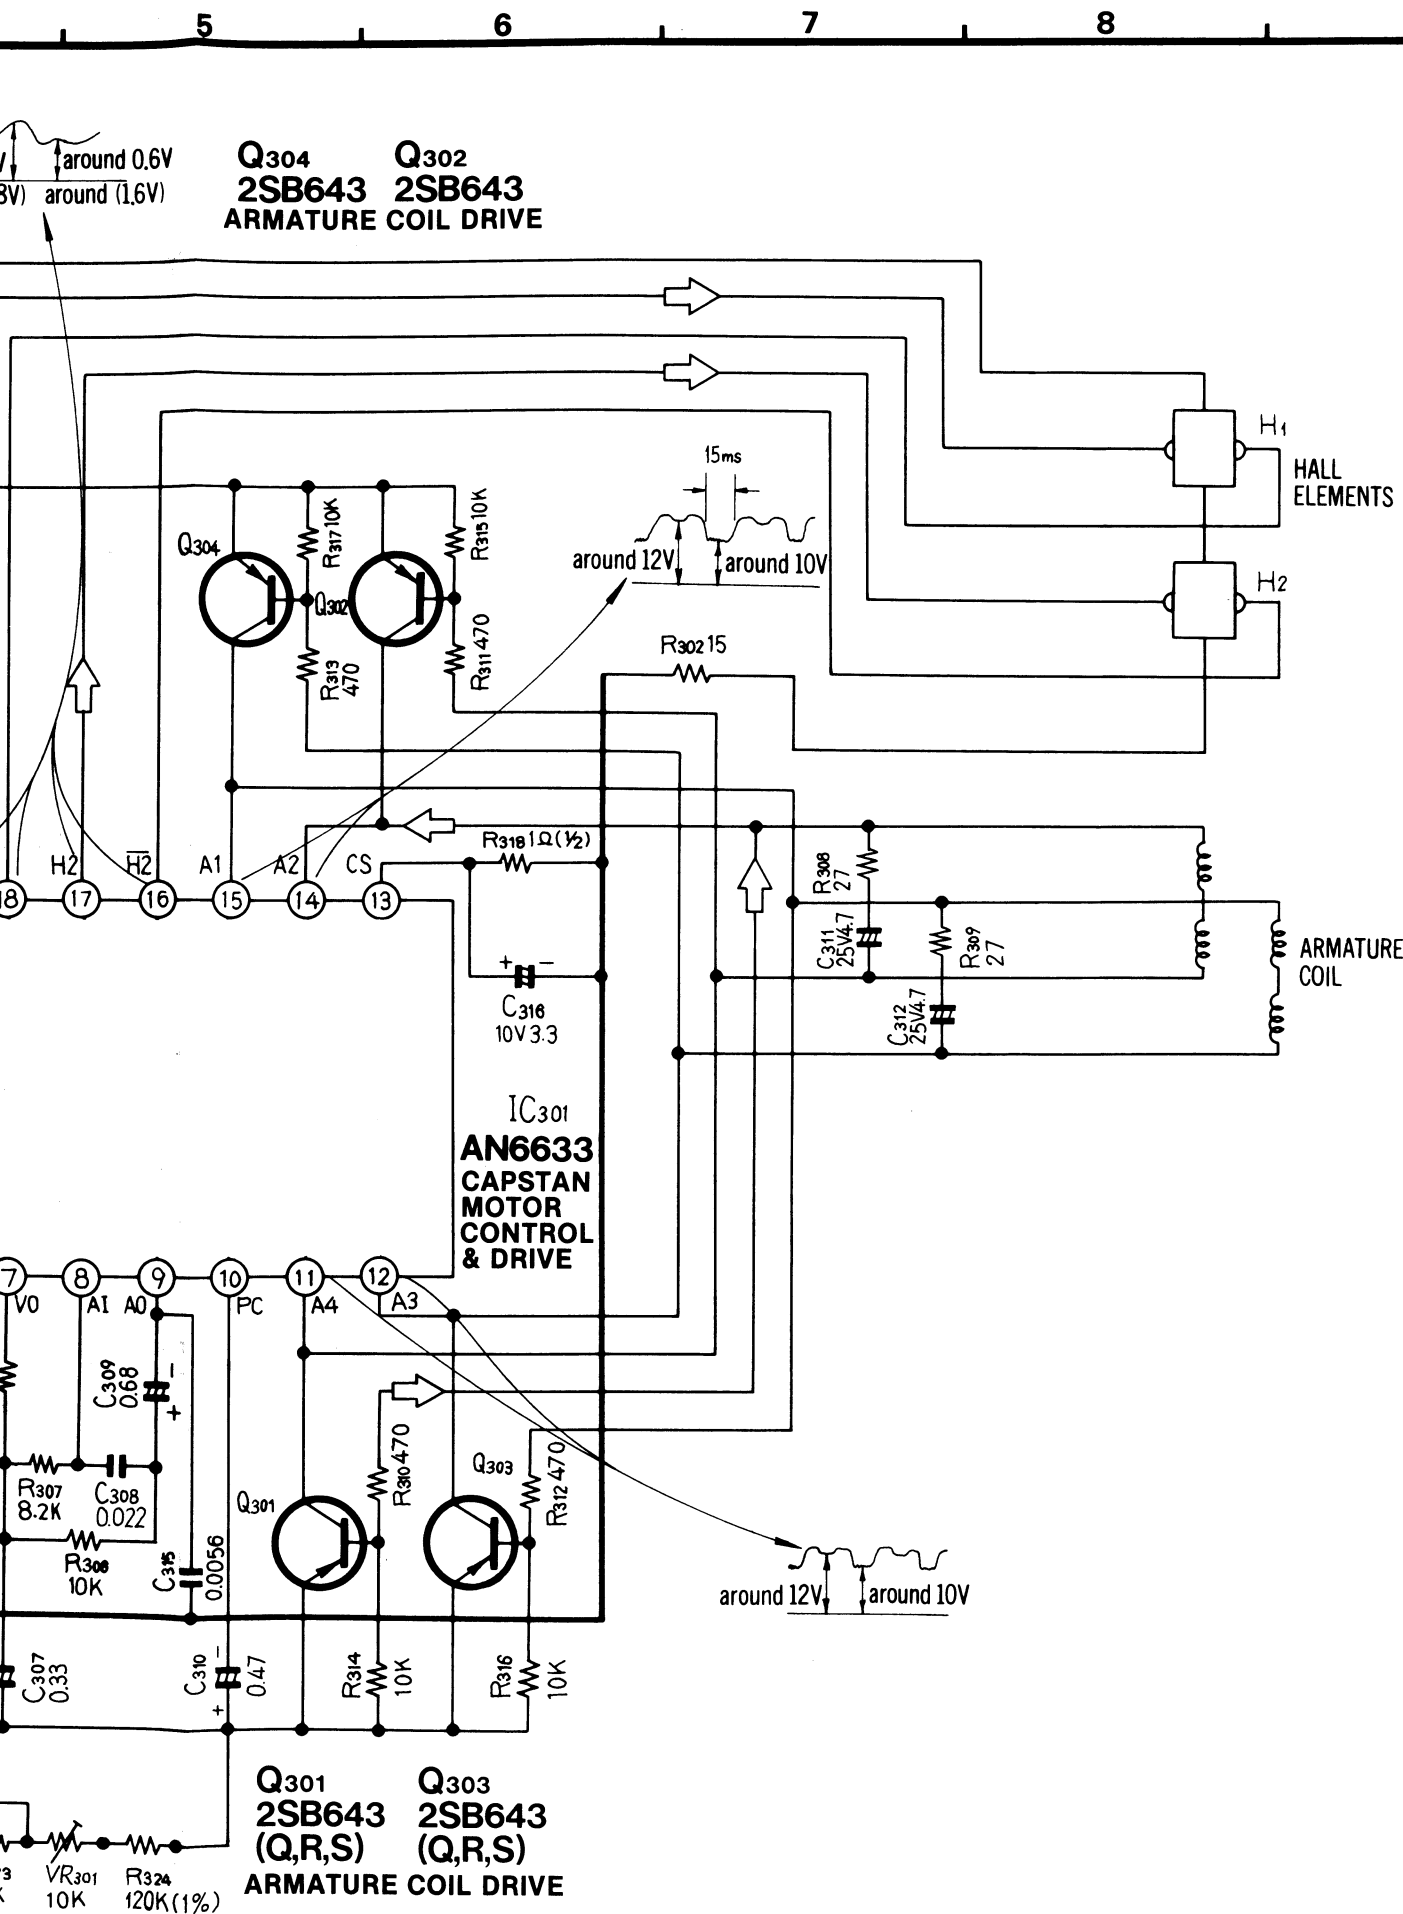 5 6 7 8
around 0.6V
8V) around (1.6V)
Q304 Q302
2SB643 2SB643
ARMATURE COIL DRIVE
H1
HALL
ELEMENTS
15ms
around 12V around 10V
Q304
R317 10K
Q302
R315 10K
H2
R313
470
R311 470
R302 15
R318 1Ω(½)
H2 H2 A1 A2 CS
18 17 16 15 14 13
R308
27
C311
25V4.7
R309
27
C312
25V4.7
ARMATURE
COIL
+ -
C316
10V 3.3
IC301
AN6633
CAPSTAN
MOTOR
CONTROL
& DRIVE
7 8 9 10 11 12
VO AI AO PC A4 A3
C309
0.68
-
+
R307
8.2K
C308
0.022
R306
10K
C315
0.0056
Q301
R310 470
Q303
R312 470
around 12V around 10V
C307
0.33
C310
0.47
-
+
R314
10K
R316
10K
Q301 Q303
2SB643 2SB643
(Q,R,S) (Q,R,S)
ARMATURE COIL DRIVE
VR301
10K
R324
120K(1%)